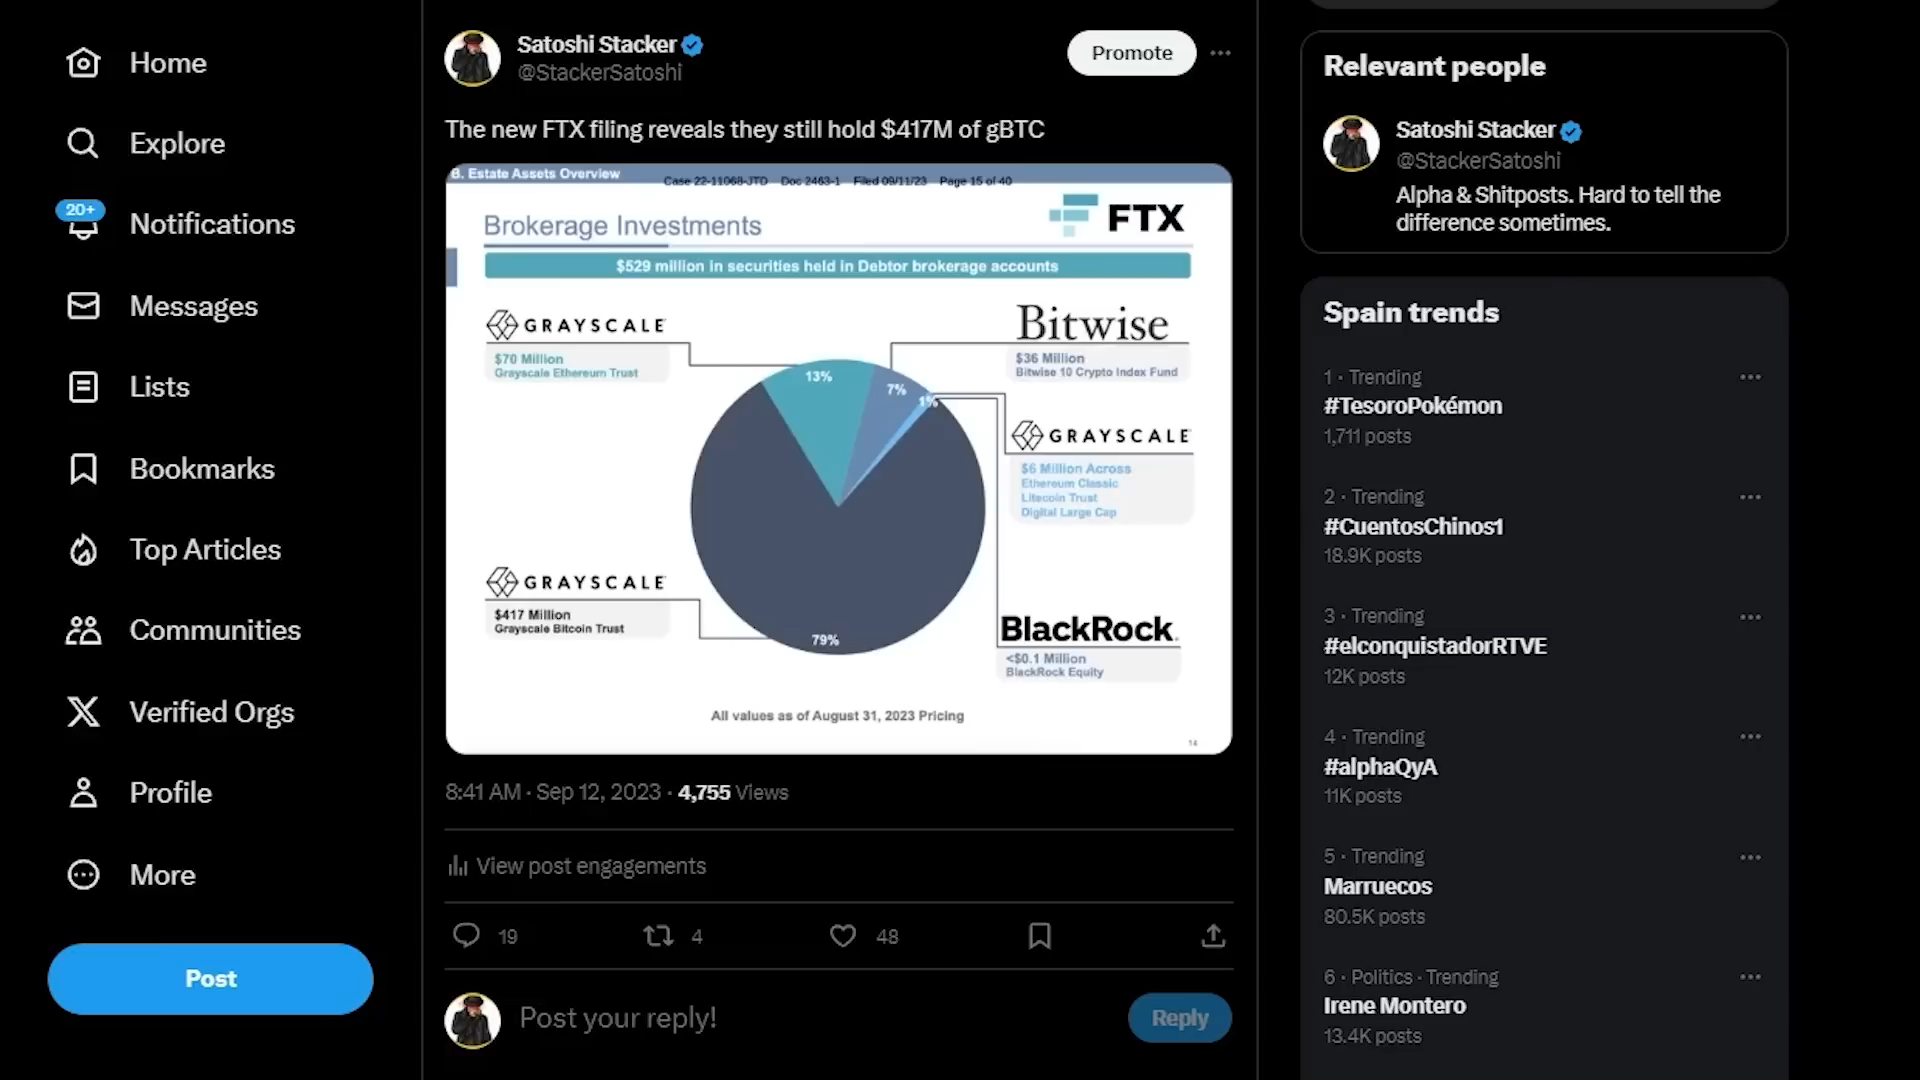 Home
Explore
20+
Notifications
Messages
Lists
Bookmarks
Top Articles
Communities
Verified Orgs
Profile
More
Post
Satoshi Stacker
@StackerSatoshi
Promote
The new FTX filing reveals they still hold $417M of gBTC
B. Estate Assets Overview
Case 22-11068-JTD Doc 2463-1 Filed 09/11/23 Page 15 of 40
Brokerage Investments
FTX
$529 million in securities held in Debtor brokerage accounts
GRAYSCALE
$70 Million
Grayscale Ethereum Trust
Bitwise
$36 Million
Bitwise 10 Crypto Index Fund
13%
7%
1%
GRAYSCALE
$6 Million Across
Ethereum Classic
Litecoin Trust
Digital Large Cap
GRAYSCALE
$417 Million
Grayscale Bitcoin Trust
79%
BlackRock.
<$0.1 Million
BlackRock Equity
All values as of August 31, 2023 Pricing
14
8:41 AM · Sep 12, 2023 · 4,755 Views
View post engagements
19
4
48
Post your reply!
Reply
Relevant people
Satoshi Stacker
@StackerSatoshi
Alpha & Shitposts. Hard to tell the
difference sometimes.
Spain trends
1 · Trending
#TesoroPokémon
1,711 posts
2 · Trending
#CuentosChinos1
18.9K posts
3 · Trending
#elconquistadorRTVE
12K posts
4 · Trending
#alphaQyA
11K posts
5 · Trending
Marruecos
80.5K posts
6 · Politics · Trending
Irene Montero
13.4K posts